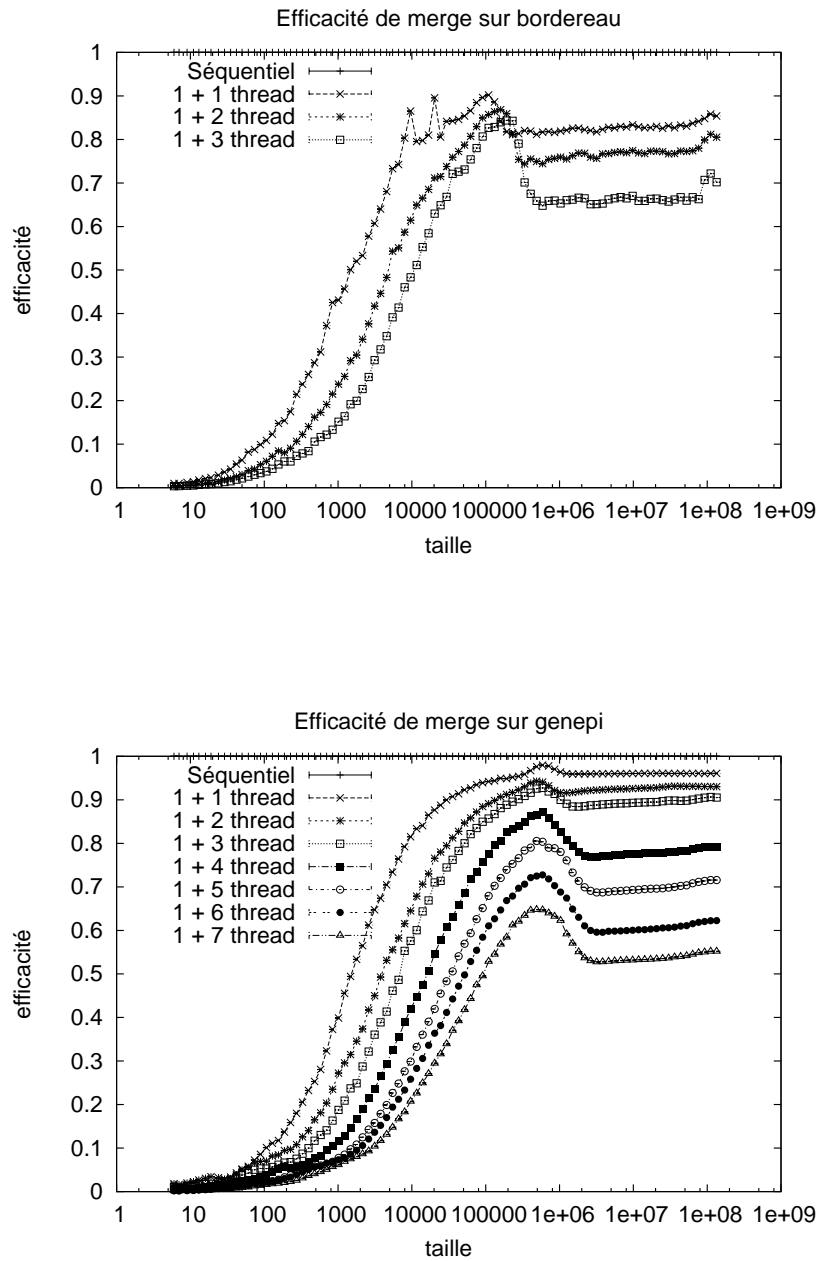 Efficacité de merge sur bordereau
1
0.9
0.8
0.7
0.6
0.5
0.4
0.3
0.2
0.1
0
Séquentiel
1 + 1 thread
1 + 2 thread
1 + 3 thread
efficacité
1 10 100 1000 10000 100000 1e+06 1e+07 1e+08 1e+09
taille
Efficacité de merge sur genepi
1
0.9
0.8
0.7
0.6
0.5
0.4
0.3
0.2
0.1
0
Séquentiel
1 + 1 thread
1 + 2 thread
1 + 3 thread
1 + 4 thread
1 + 5 thread
1 + 6 thread
1 + 7 thread
efficacité
1 10 100 1000 10000 100000 1e+06 1e+07 1e+08 1e+09
taille